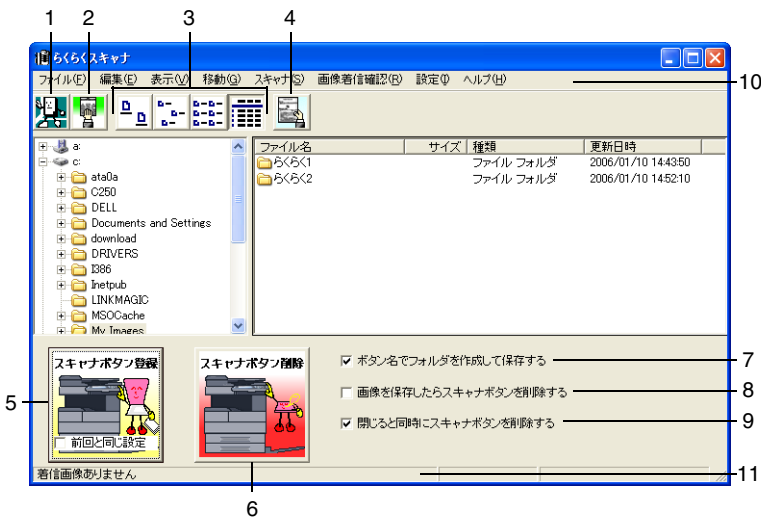 1 2 3 4
らくらくスキャナ
ファイル(F) 編集(E) 表示(V) 移動(G) スキャナ(S) 画像着信確認(R) 設定(I) ヘルプ(H)
10
a:
c:
ata0a
C250
DELL
Documents and Settings
download
DRIVERS
I386
Inetpub
LINKMAGIC
MSOCache
My Images
ファイル名 サイズ 種類 更新日時
らくらく1 ファイル フォルダ 2006/01/10 14:43:50
らくらく2 ファイル フォルダ 2006/01/10 14:52:10
スキャナボタン登録
前回と同じ設定
5
スキャナボタン削除
6
ボタン名でフォルダを作成して保存する 7
画像を保存したらスキャナボタンを削除する 8
閉じると同時にスキャナボタンを削除する 9
着信画像ありません
11